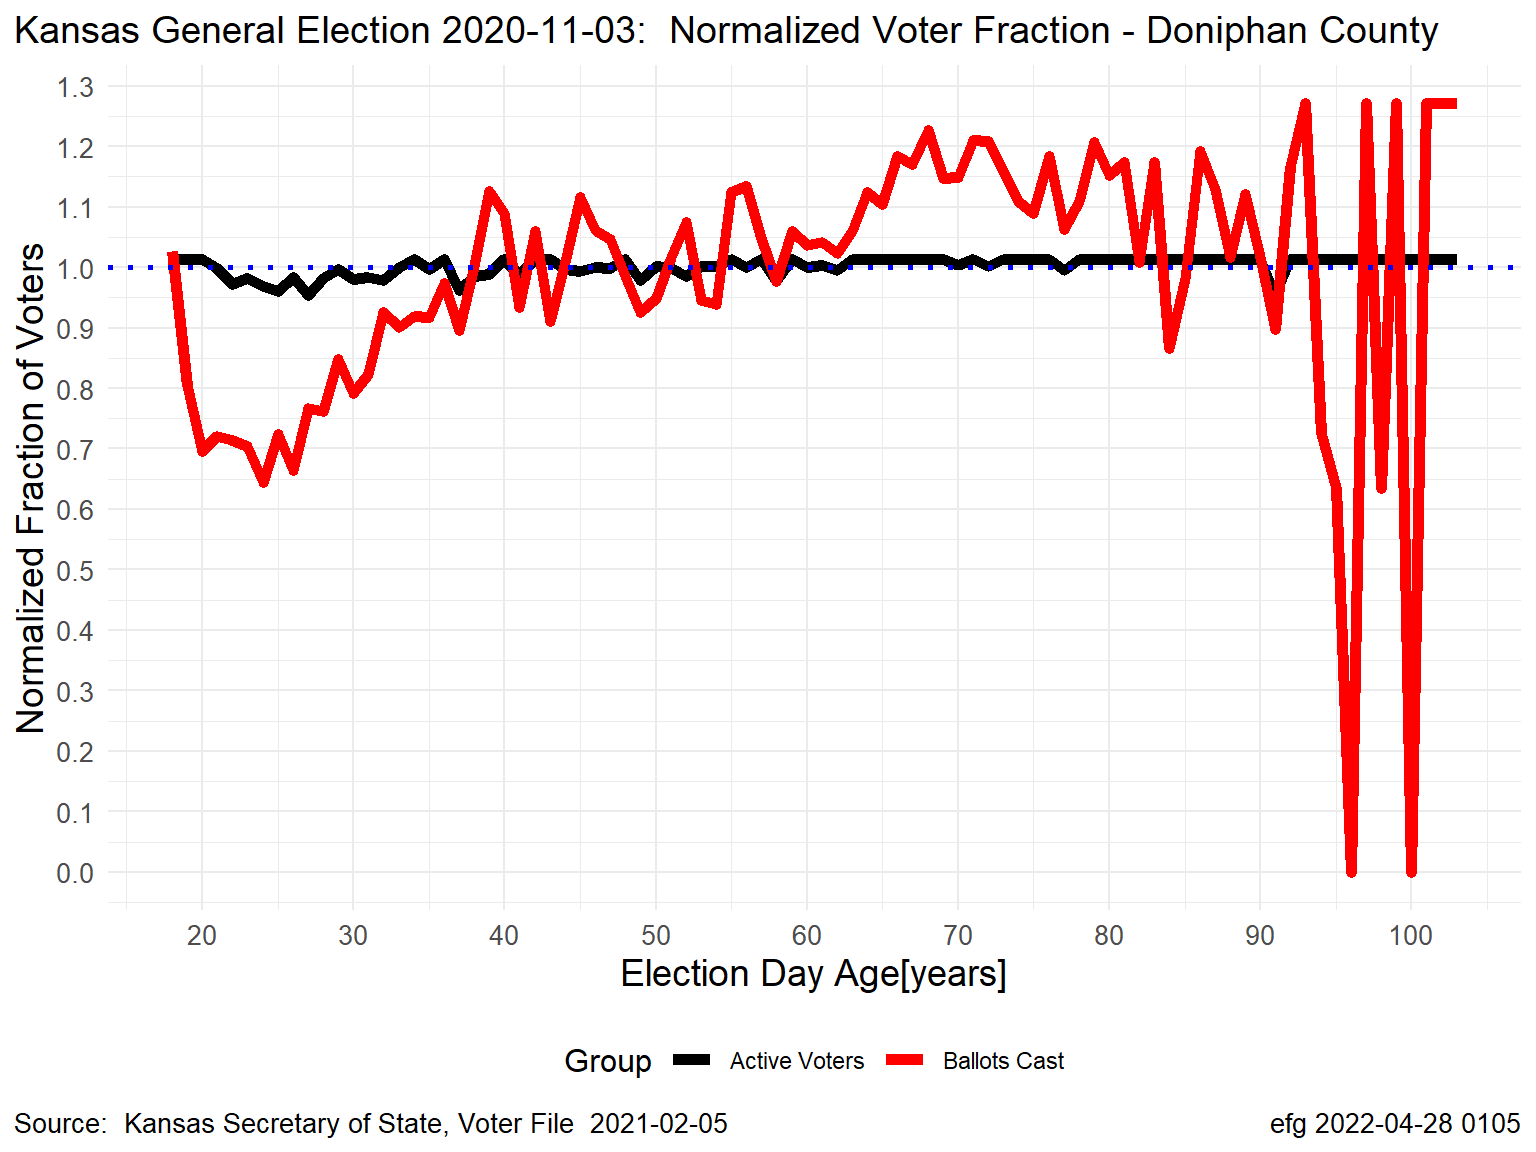 Kansas General Election 2020-11-03:  Normalized Voter Fraction - Doniphan County
Normalized Fraction of Voters
1.3
1.2
1.1
1.0
0.9
0.8
0.7
0.6
0.5
0.4
0.3
0.2
0.1
0.0
20 30 40 50 60 70 80 90 100
Election Day Age[years]
Group Active Voters Ballots Cast
Source:  Kansas Secretary of State, Voter File  2021-02-05 efg 2022-04-28 0105